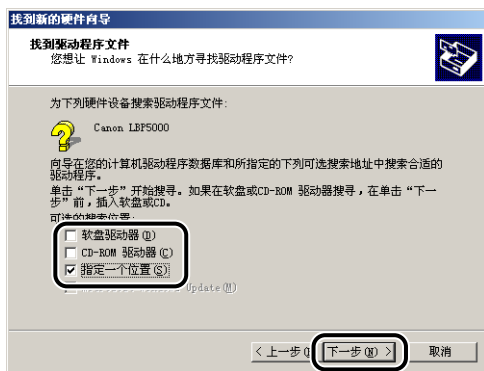 找到新的硬件向导
找到驱动程序文件
您想让 Windows 在什么地方寻找驱动程序文件?
为下列硬件设备搜索驱动程序文件:
Canon LBP5000
向导在您的计算机驱动程序数据库和所指定的下列可选搜索地址中搜索合适的
驱动程序。
单击“下一步”开始搜寻。如果在软盘或CD-ROM 驱动器搜寻，在单击“下一
步”前，插入软盘或CD。
可选的搜索位置:
软盘驱动器(D)
CD-ROM 驱动器(C)
指定一个位置(S)
Update(M)
< 上一步
下一步(N) >
取消